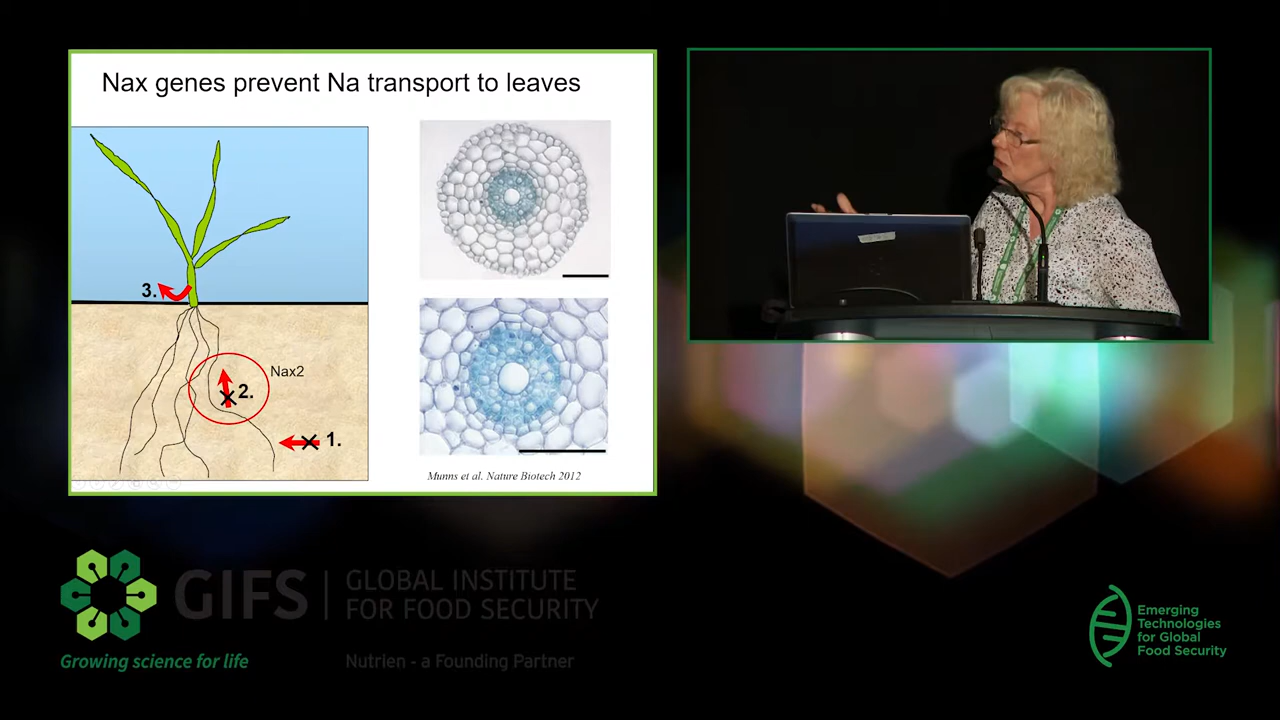 Nax genes prevent Na transport to leaves
3.
Nax2
2.
1.
Munns et al. Nature Biotech 2012
GIFS
GLOBAL INSTITUTE
FOR FOOD SECURITY
Growing science for life
Nutrien - a Founding Partner
Emerging
Technologies
for Global
Food Security